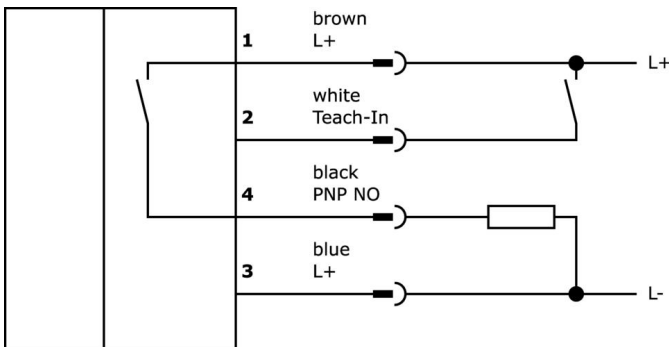 brown
1 L+ L+
white
2 Teach-In
black
4 PNP NO
blue
3 L+ L-